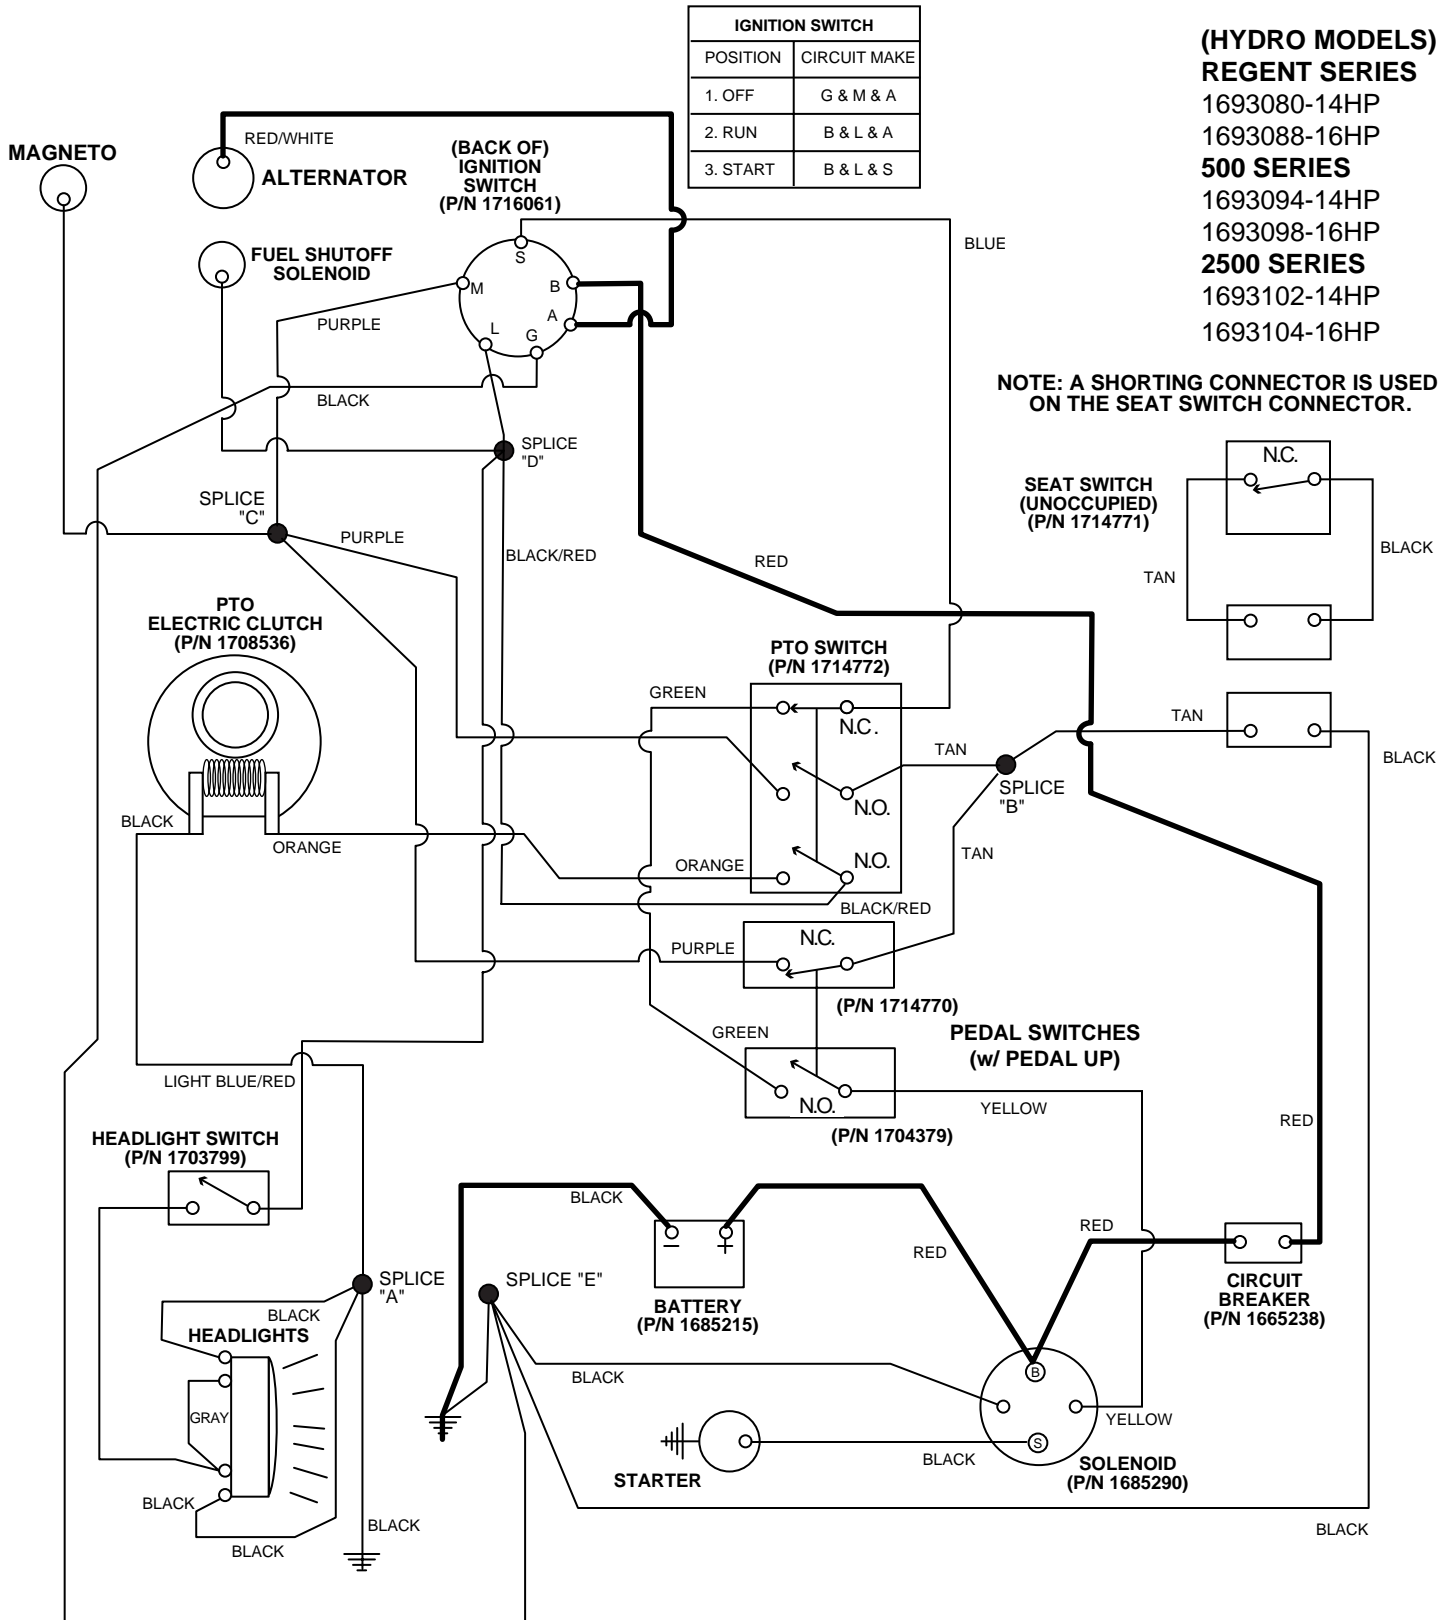 IGNITION SWITCH
POSITION CIRCUIT MAKE
1. OFF G & M & A
2. RUN B & L & A
3. START B & L & S
(HYDRO MODELS)
REGENT SERIES
1693080-14HP
1693088-16HP
500 SERIES
1693094-14HP
1693098-16HP
2500 SERIES
1693102-14HP
1693104-16HP
NOTE: A SHORTING CONNECTOR IS USED
ON THE SEAT SWITCH CONNECTOR.
MAGNETO
RED/WHITE
ALTERNATOR
(BACK OF)
IGNITION
SWITCH
(P/N 1716061)
FUEL SHUTOFF
SOLENOID
S
M
B
A
L
G
BLUE
PURPLE
BLACK
SPLICE
"D"
SPLICE
"C"
PURPLE
BLACK/RED
RED
N.C.
SEAT SWITCH
(UNOCCUPIED)
(P/N 1714771)
TAN
BLACK
PTO
ELECTRIC CLUTCH
(P/N 1708536)
PTO SWITCH
(P/N 1714772)
GREEN
N.C.
TAN
TAN
BLACK
SPLICE
"B"
N.O.
BLACK
ORANGE
ORANGE
N.O.
TAN
BLACK/RED
N.C.
PURPLE
(P/N 1714770)
GREEN
PEDAL SWITCHES
(w/ PEDAL UP)
N.O.
YELLOW
(P/N 1704379)
LIGHT BLUE/RED
HEADLIGHT SWITCH
(P/N 1703799)
RED
BLACK
–
+
RED
RED
BATTERY
(P/N 1685215)
CIRCUIT
BREAKER
(P/N 1665238)
SPLICE
"A"
SPLICE "E"
BLACK
HEADLIGHTS
GRAY
BLACK
BLACK
BLACK
BLACK
B
YELLOW
S
BLACK
STARTER
SOLENOID
(P/N 1685290)
BLACK